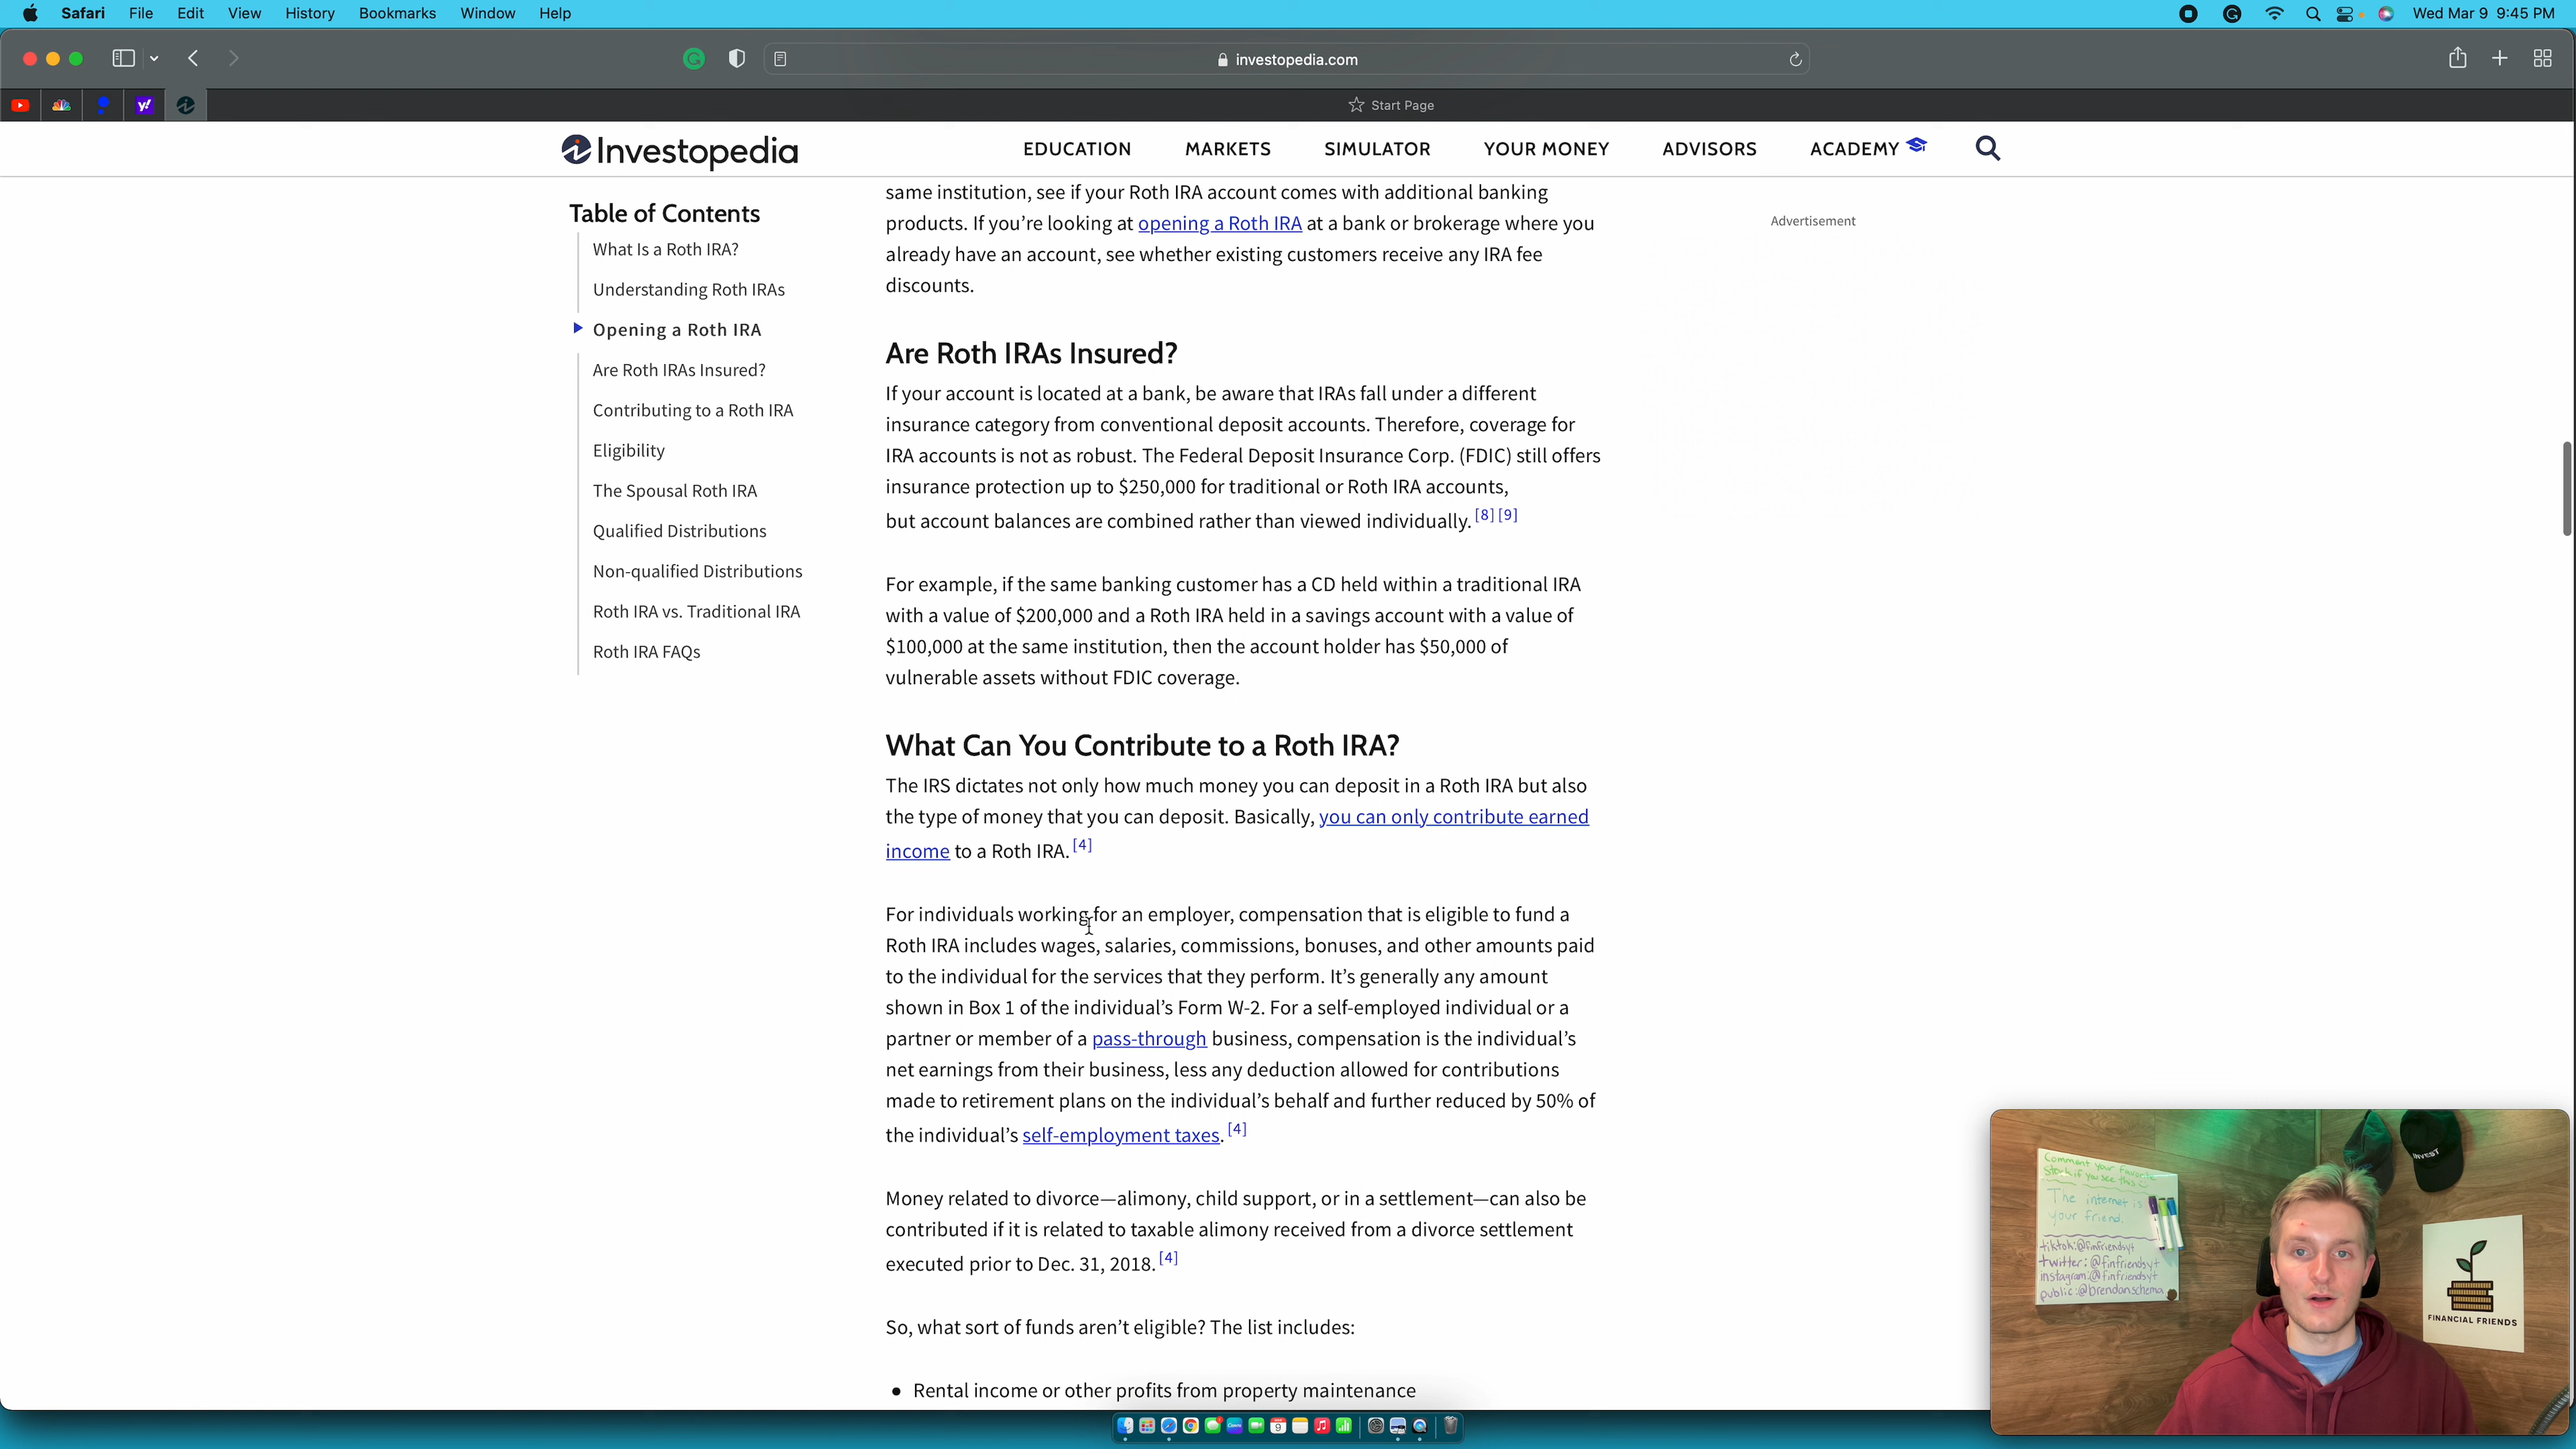 Safari File Edit View History Bookmarks Window Help
Wed Mar 9 9:45 PM
investopedia.com
Start Page
Investopedia
EDUCATION MARKETS SIMULATOR YOUR MONEY ADVISORS ACADEMY
Table of Contents
What Is a Roth IRA?
Understanding Roth IRAs
Opening a Roth IRA
Are Roth IRAs Insured?
Contributing to a Roth IRA
Eligibility
The Spousal Roth IRA
Qualified Distributions
Non-qualified Distributions
Roth IRA vs. Traditional IRA
Roth IRA FAQs
same institution, see if your Roth IRA account comes with additional banking
products. If you’re looking at opening a Roth IRA at a bank or brokerage where you
already have an account, see whether existing customers receive any IRA fee
discounts.
Advertisement
Are Roth IRAs Insured?
If your account is located at a bank, be aware that IRAs fall under a different
insurance category from conventional deposit accounts. Therefore, coverage for
IRA accounts is not as robust. The Federal Deposit Insurance Corp. (FDIC) still offers
insurance protection up to $250,000 for traditional or Roth IRA accounts,
but account balances are combined rather than viewed individually. [8] [9]
For example, if the same banking customer has a CD held within a traditional IRA
with a value of $200,000 and a Roth IRA held in a savings account with a value of
$100,000 at the same institution, then the account holder has $50,000 of
vulnerable assets without FDIC coverage.
What Can You Contribute to a Roth IRA?
The IRS dictates not only how much money you can deposit in a Roth IRA but also
the type of money that you can deposit. Basically, you can only contribute earned
income to a Roth IRA. [4]
For individuals working for an employer, compensation that is eligible to fund a
Roth IRA includes wages, salaries, commissions, bonuses, and other amounts paid
to the individual for the services that they perform. It’s generally any amount
shown in Box 1 of the individual’s Form W-2. For a self-employed individual or a
partner or member of a pass-through business, compensation is the individual’s
net earnings from their business, less any deduction allowed for contributions
made to retirement plans on the individual’s behalf and further reduced by 50% of
the individual’s self-employment taxes. [4]
Money related to divorce—alimony, child support, or in a settlement—can also be
contributed if it is related to taxable alimony received from a divorce settlement
executed prior to Dec. 31, 2018. [4]
So, what sort of funds aren’t eligible? The list includes:
• Rental income or other profits from property maintenance
Comment your favorite
Stock if you see this
The internet is
your friend.
tiktok:@finfriendsyt
twitter:@finfriendsyt
instagram:@finfriendsyt
public:@brendanschema
INVEST
FINANCIAL FRIENDS